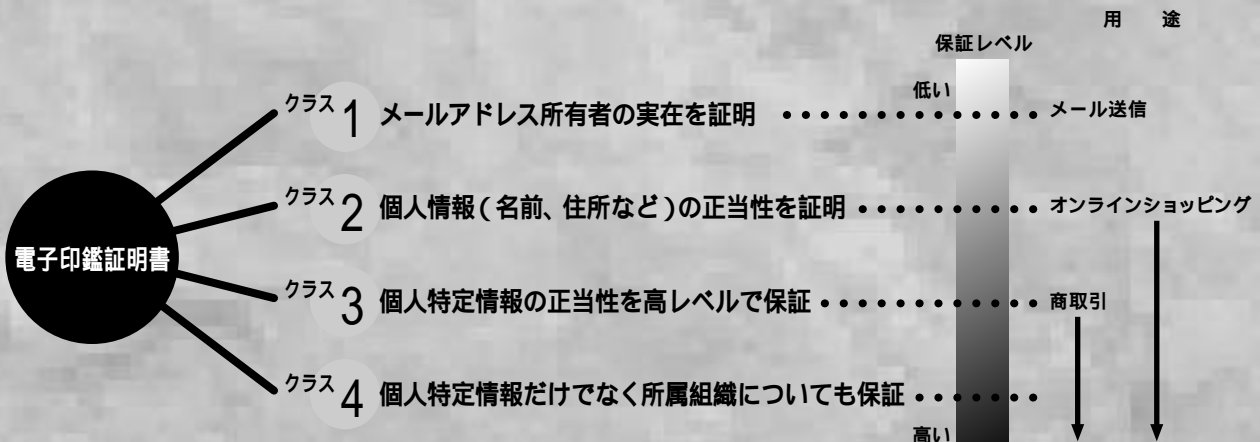 用 途
保証レベル
低い
クラス 1 メールアドレス所有者の実在を証明 メール送信
クラス 2 個人情報(名前、住所など)の正当性を証明 オンラインショッピング
電子印鑑証明書
クラス 3 個人特定情報の正当性を高レベルで保証 商取引
クラス 4 個人特定情報だけでなく所属組織についても保証
高い